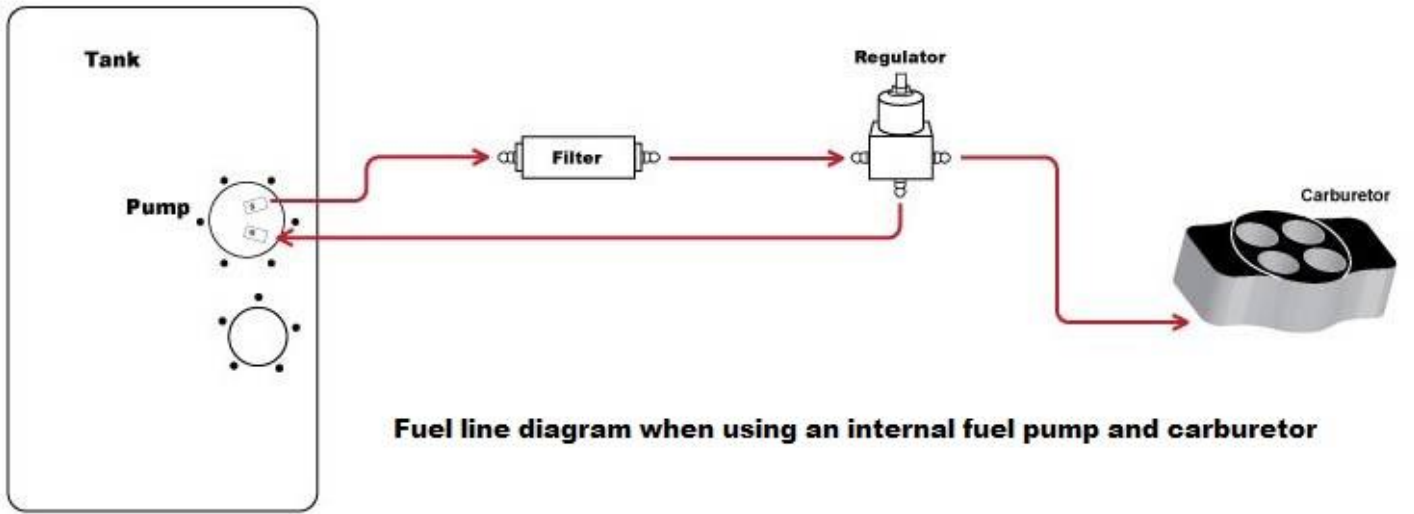 Tank
Regulator
Filter
Carburetor
Pump
Fuel line diagram when using an internal fuel pump and carburetor